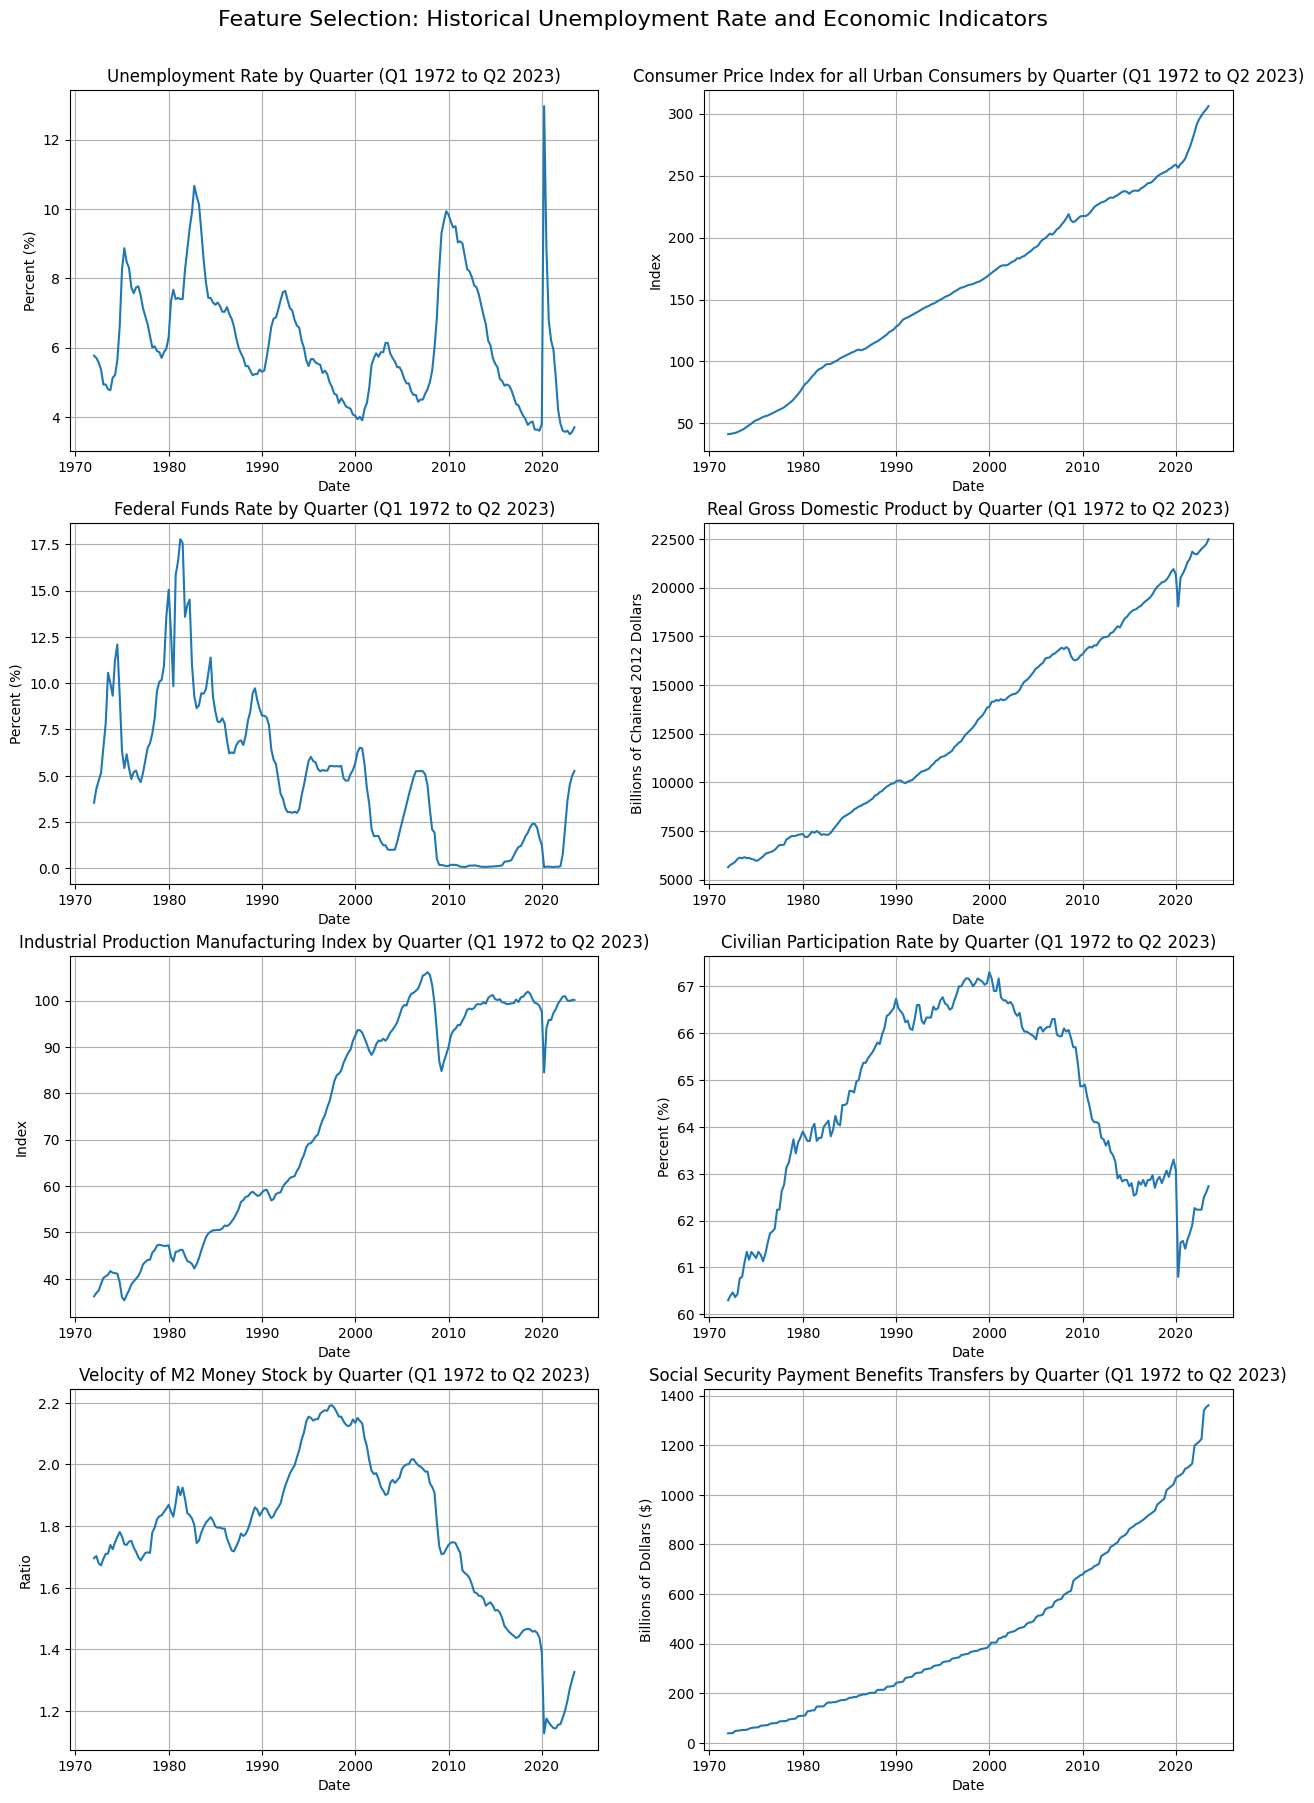 Feature Selection: Historical Unemployment Rate and Economic Indicators
Unemployment Rate by Quarter (Q1 1972 to Q2 2023)
Percent (%)
12
10
8
6
4
1970 1980 1990 2000 2010 2020
Date
Consumer Price Index for all Urban Consumers by Quarter (Q1 1972 to Q2 2023)
Index
300
250
200
150
100
50
1970 1980 1990 2000 2010 2020
Date
Federal Funds Rate by Quarter (Q1 1972 to Q2 2023)
Percent (%)
17.5
15.0
12.5
10.0
7.5
5.0
2.5
0.0
1970 1980 1990 2000 2010 2020
Date
Real Gross Domestic Product by Quarter (Q1 1972 to Q2 2023)
Billions of Chained 2012 Dollars
22500
20000
17500
15000
12500
10000
7500
5000
1970 1980 1990 2000 2010 2020
Date
Industrial Production Manufacturing Index by Quarter (Q1 1972 to Q2 2023)
Index
100
90
80
70
60
50
40
1970 1980 1990 2000 2010 2020
Date
Civilian Participation Rate by Quarter (Q1 1972 to Q2 2023)
Percent (%)
67
66
65
64
63
62
61
60
1970 1980 1990 2000 2010 2020
Date
Velocity of M2 Money Stock by Quarter (Q1 1972 to Q2 2023)
Ratio
2.2
2.0
1.8
1.6
1.4
1.2
1970 1980 1990 2000 2010 2020
Date
Social Security Payment Benefits Transfers by Quarter (Q1 1972 to Q2 2023)
Billions of Dollars ($)
1400
1200
1000
800
600
400
200
0
1970 1980 1990 2000 2010 2020
Date